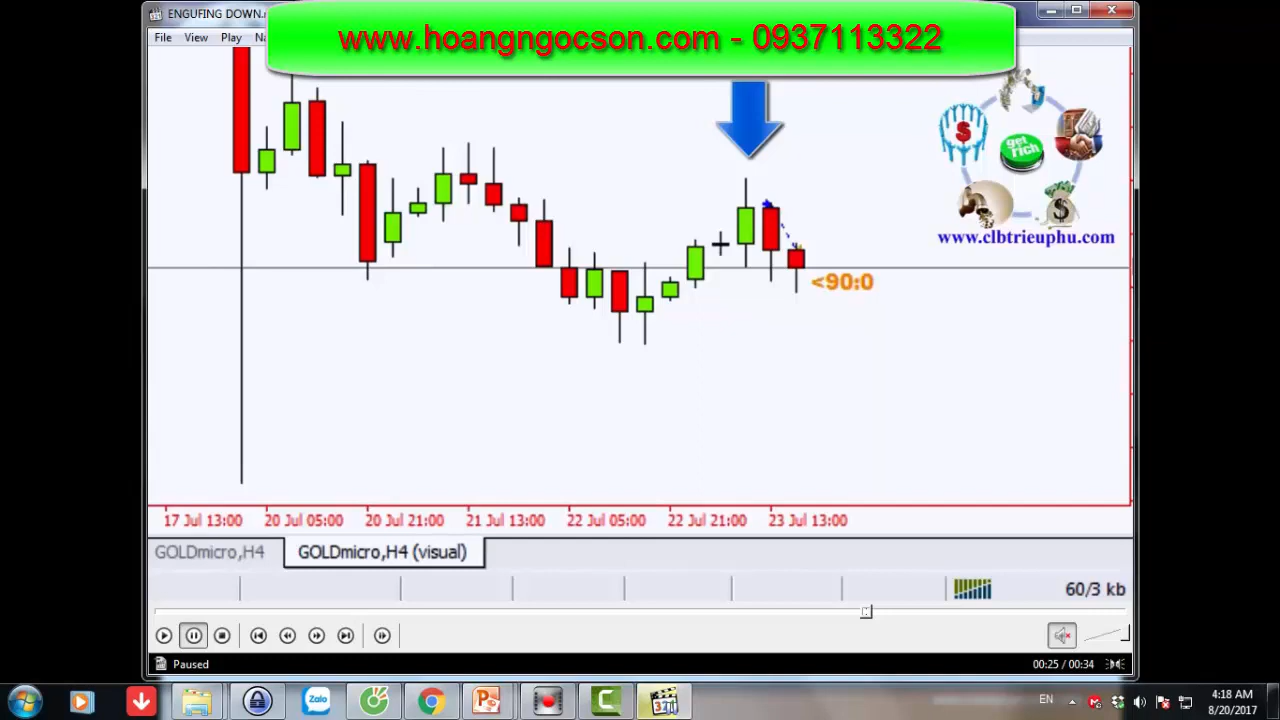 ENGUFING DOWN.
www.hoangngocson.com - 0937113322
File View Play
get rich
$
$
www.clbtrieuphu.com
<90:0
17 Jul 13:00 20 Jul 05:00 20 Jul 21:00 21 Jul 13:00 22 Jul 05:00 22 Jul 21:00 23 Jul 13:00
GOLDmicro,H4 GOLDmicro,H4 (visual)
60/3 kb
Paused 00:25 / 00:34
Zalo
EN
4:18 AM
8/20/2017